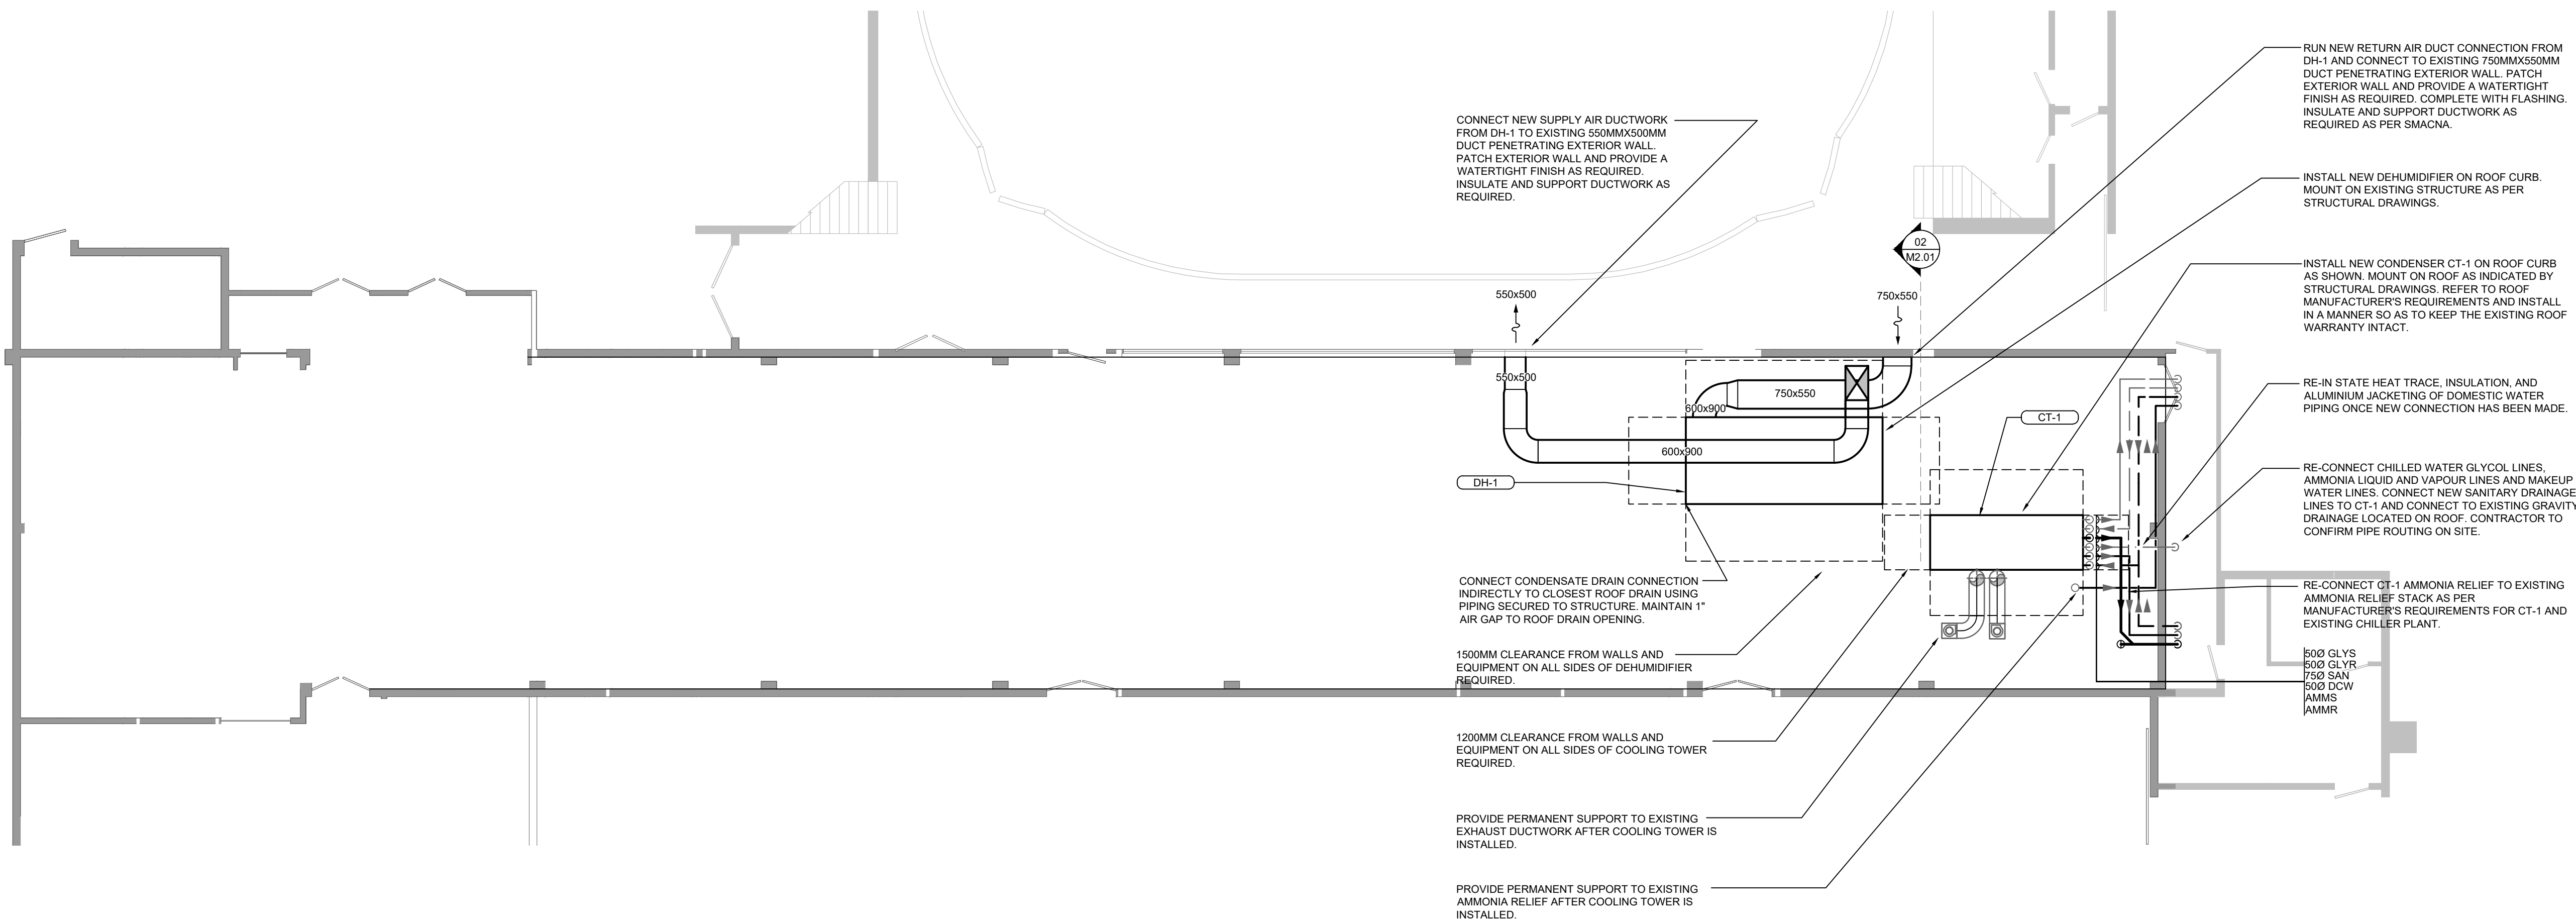 RUN NEW RETURN AIR DUCT CONNECTION FROM
DH-1 AND CONNECT TO EXISTING 750MMX550MM
DUCT PENETRATING EXTERIOR WALL. PATCH
EXTERIOR WALL AND PROVIDE A WATERTIGHT
FINISH AS REQUIRED. COMPLETE WITH FLASHING.
INSULATE AND SUPPORT DUCTWORK AS
REQUIRED AS PER SMACNA.
CONNECT NEW SUPPLY AIR DUCTWORK
FROM DH-1 TO EXISTING 550MMX500MM
DUCT PENETRATING EXTERIOR WALL.
PATCH EXTERIOR WALL AND PROVIDE A
WATERTIGHT FINISH AS REQUIRED.
INSULATE AND SUPPORT DUCTWORK AS
REQUIRED.
INSTALL NEW DEHUMIDIFIER ON ROOF CURB.
MOUNT ON EXISTING STRUCTURE AS PER
STRUCTURAL DRAWINGS.
02
M2.01
INSTALL NEW CONDENSER CT-1 ON ROOF CURB
AS SHOWN. MOUNT ON ROOF AS INDICATED BY
STRUCTURAL DRAWINGS. REFER TO ROOF
MANUFACTURER'S REQUIREMENTS AND INSTALL
IN A MANNER SO AS TO KEEP THE EXISTING ROOF
WARRANTY INTACT.
550x500
750x550
550x500
750x550
600x900
600x900
CT-1
DH-1
RE-IN STATE HEAT TRACE, INSULATION, AND
ALUMINIUM JACKETING OF DOMESTIC WATER
PIPING ONCE NEW CONNECTION HAS BEEN MADE.
RE-CONNECT CHILLED WATER GLYCOL LINES,
AMMONIA LIQUID AND VAPOUR LINES AND MAKEUP
WATER LINES. CONNECT NEW SANITARY DRAINAGE
LINES TO CT-1 AND CONNECT TO EXISTING GRAVITY
DRAINAGE LOCATED ON ROOF. CONTRACTOR TO
CONFIRM PIPE ROUTING ON SITE.
CONNECT CONDENSATE DRAIN CONNECTION
INDIRECTLY TO CLOSEST ROOF DRAIN USING
PIPING SECURED TO STRUCTURE. MAINTAIN 1"
AIR GAP TO ROOF DRAIN OPENING.
RE-CONNECT CT-1 AMMONIA RELIEF TO EXISTING
AMMONIA RELIEF STACK AS PER
MANUFACTURER'S REQUIREMENTS FOR CT-1 AND
EXISTING CHILLER PLANT.
1500MM CLEARANCE FROM WALLS AND
EQUIPMENT ON ALL SIDES OF DEHUMIDIFIER
REQUIRED.
50Ø GLYS
50Ø GLYR
75Ø SAN
50Ø DCW
AMMS
AMMR
1200MM CLEARANCE FROM WALLS AND
EQUIPMENT ON ALL SIDES OF COOLING TOWER
REQUIRED.
PROVIDE PERMANENT SUPPORT TO EXISTING
EXHAUST DUCTWORK AFTER COOLING TOWER IS
INSTALLED.
PROVIDE PERMANENT SUPPORT TO EXISTING
AMMONIA RELIEF AFTER COOLING TOWER IS
INSTALLED.